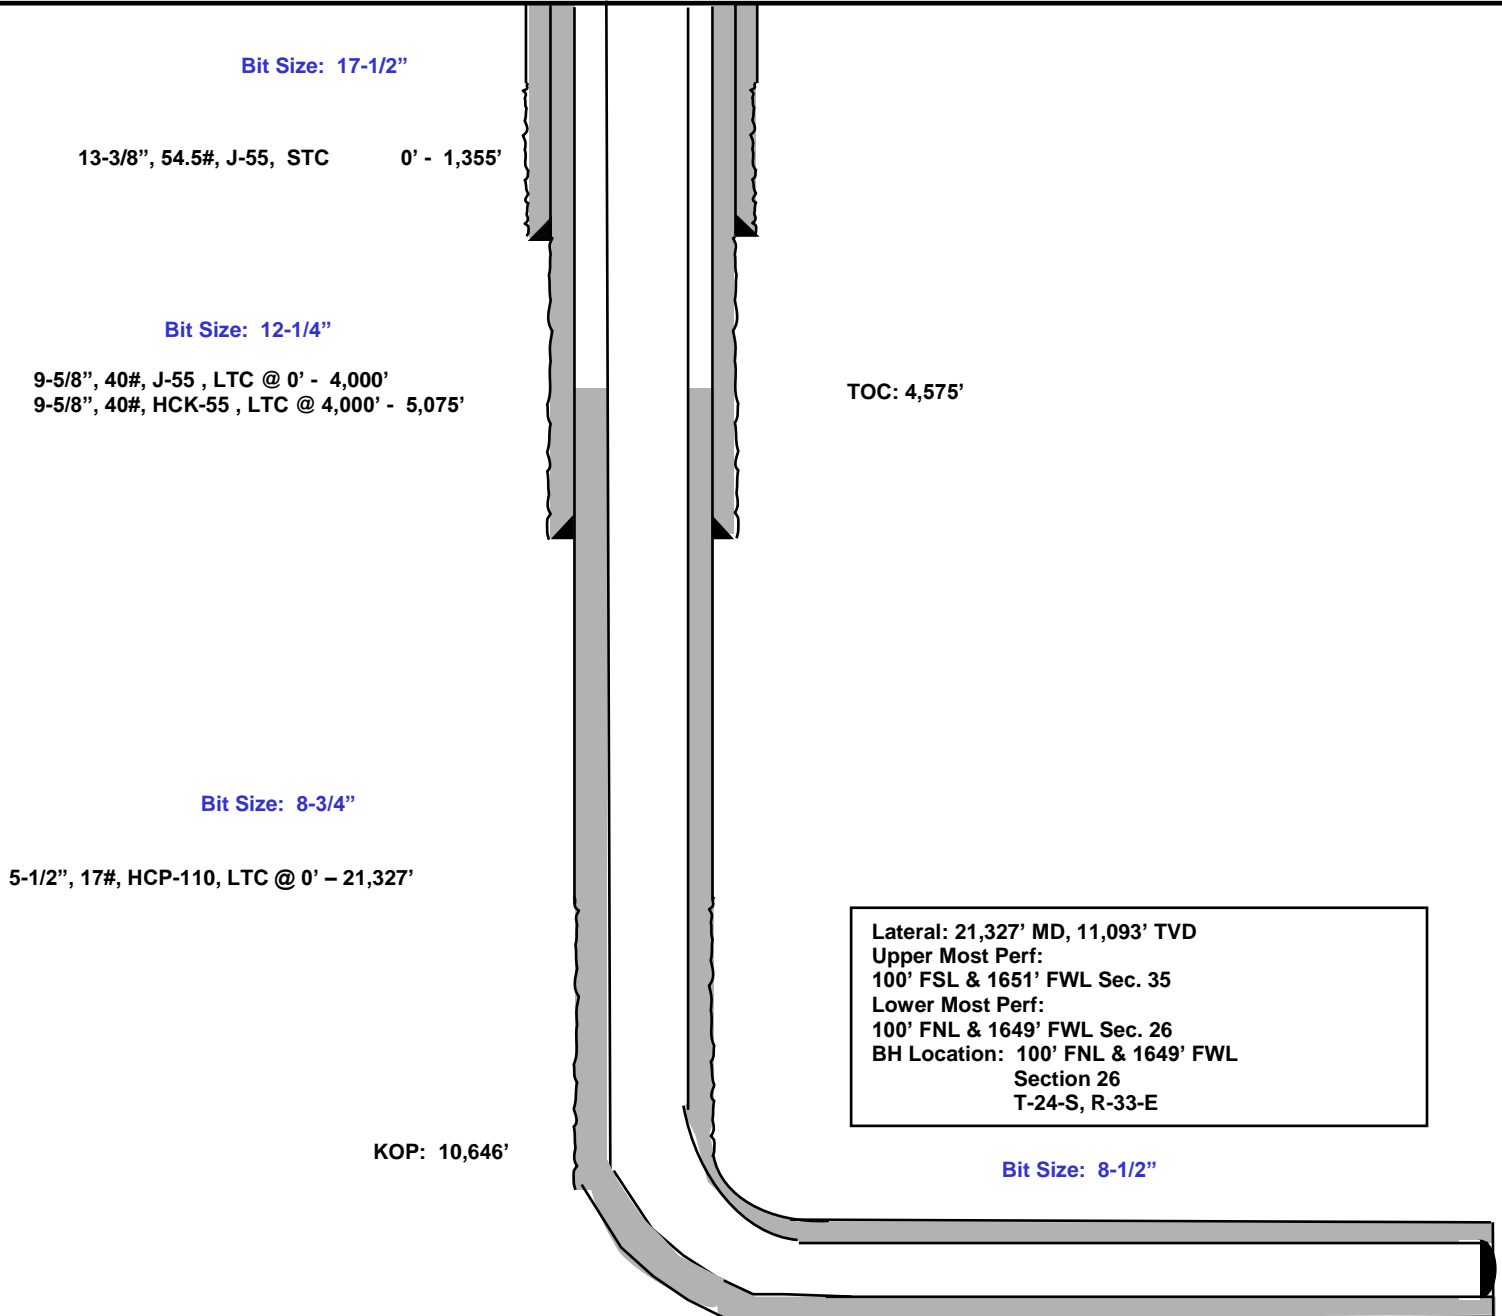 Bit Size: 17-1/2”
13-3/8”, 54.5#, J-55, STC 0’ - 1,355’
Bit Size: 12-1/4”
9-5/8”, 40#, J-55 , LTC @ 0’ - 4,000’
9-5/8”, 40#, HCK-55 , LTC @ 4,000’ - 5,075’
TOC: 4,575’
Bit Size: 8-3/4”
5-1/2”, 17#, HCP-110, LTC @ 0’ – 21,327’
Lateral: 21,327’ MD, 11,093’ TVD
Upper Most Perf:
100’ FSL & 1651’ FWL Sec. 35
Lower Most Perf:
100’ FNL & 1649’ FWL Sec. 26
BH Location: 100’ FNL & 1649’ FWL
Section 26
T-24-S, R-33-E
KOP: 10,646’
Bit Size: 8-1/2”